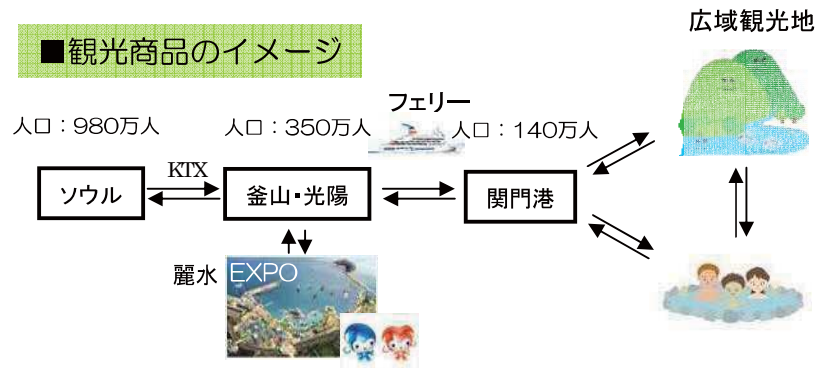 広域観光地
■観光商品のイメージ
フェリー
人口：980万人
人口：350万人
人口：140万人
KTX
ソウル
釜山・光陽
関門港
麗水
EXPO